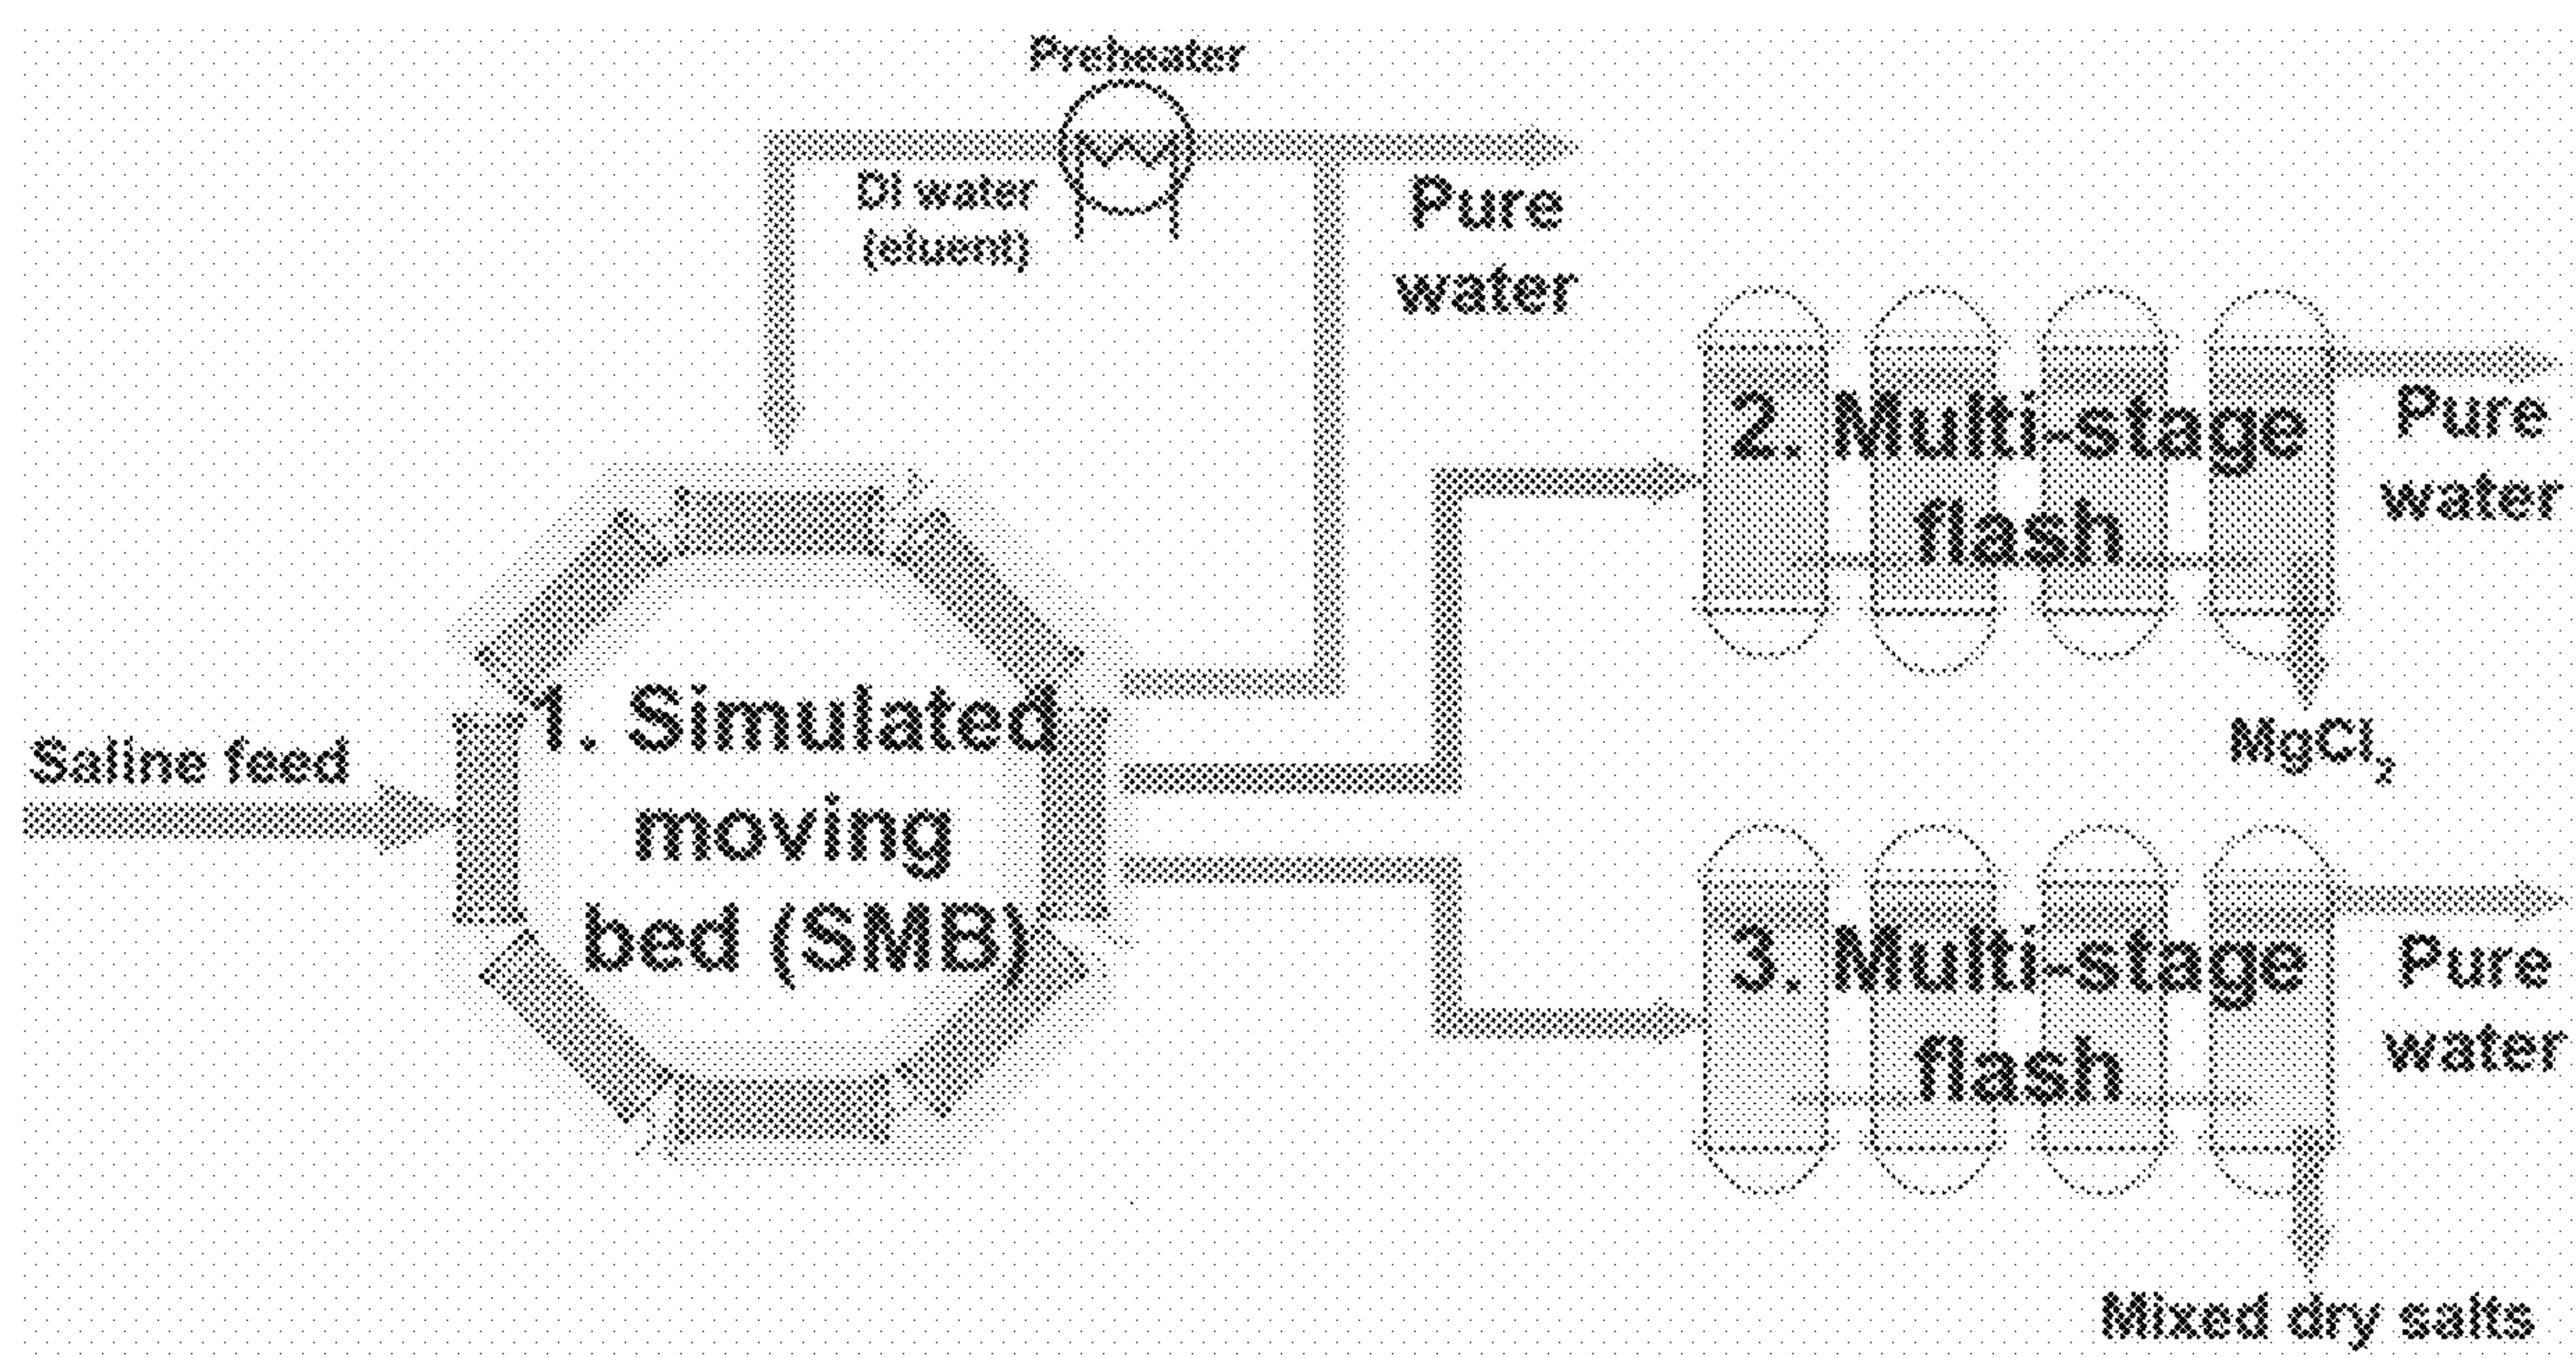 Preheater
DI water
(eluent)
Pure
water
2. Multi-stage
flash
Pure
water
MgCl₂
Saline feed
1. Simulated
moving
bed (SMB)
3. Multi-stage
flash
Pure
water
Mixed dry salts